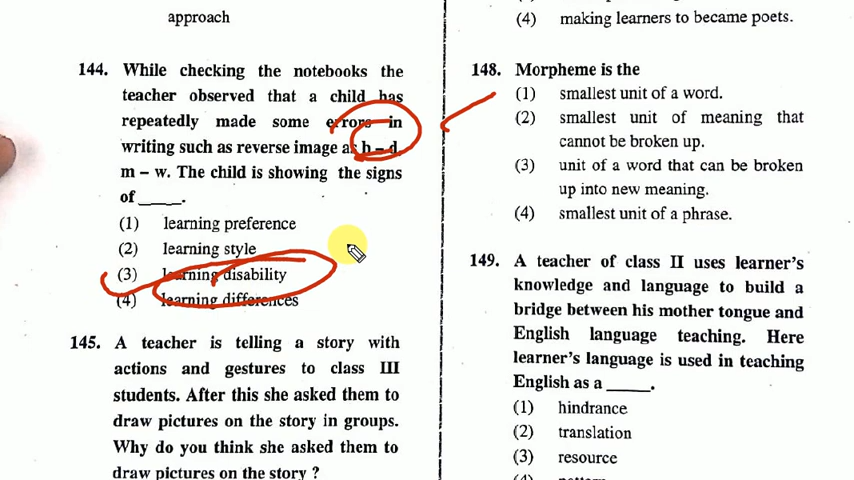 approach
144. While checking the notebooks the
teacher observed that a child has
repeatedly made some errors in
writing such as reverse image as b – d,
m – w. The child is showing the signs
of _____.
(1) learning preference
(2) learning style
(3) learning disability
(4) learning differences
145. A teacher is telling a story with
actions and gestures to class III
students. After this she asked them to
draw pictures on the story in groups.
Why do you think she asked them to
draw pictures on the story ?
(4) making learners to became poets.
148. Morpheme is the
(1) smallest unit of a word.
(2) smallest unit of meaning that
cannot be broken up.
(3) unit of a word that can be broken
up into new meaning.
(4) smallest unit of a phrase.
149. A teacher of class II uses learner's
knowledge and language to build a
bridge between his mother tongue and
English language teaching. Here
learner's language is used in teaching
English as a _____.
(1) hindrance
(2) translation
(3) resource